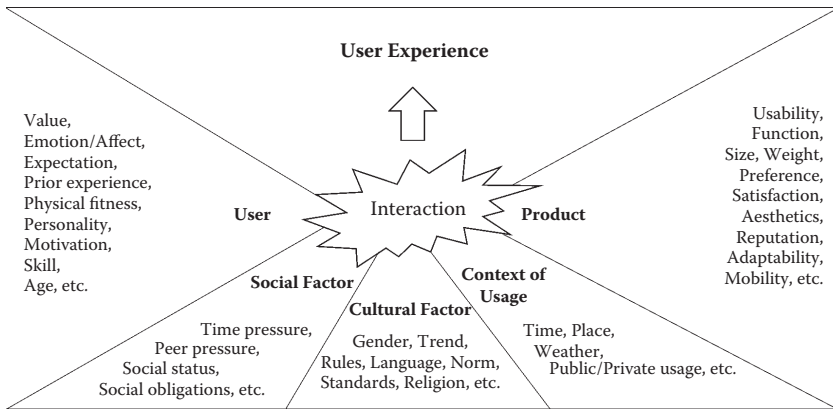 User Experience
Value,
Emotion/Affect,
Expectation,
Prior experience,
Physical fitness,
Personality,
Motivation,
Skill,
Age, etc.
User
Interaction
Product
Usability,
Function,
Size, Weight,
Preference,
Satisfaction,
Aesthetics,
Reputation,
Adaptability,
Mobility, etc.
Social Factor
Time pressure,
Peer pressure,
Social status,
Social obligations, etc.
Cultural Factor
Gender, Trend,
Rules, Language, Norm,
Standards, Religion, etc.
Context of
Usage
Time, Place,
Weather,
Public/Private usage, etc.